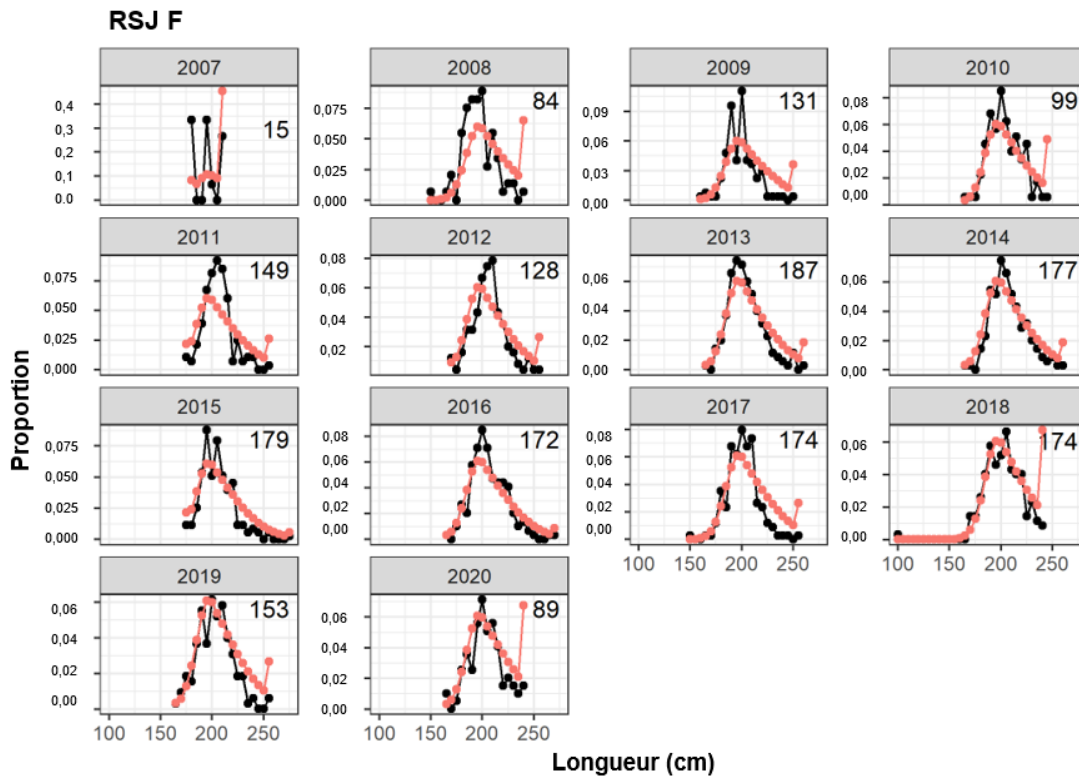 RSJ F
2007 2008 2009 2010
0,4 0,3 0,2 0,1 0.0 15
0,075 0,050 0,025 0,000 84
0,09 0,06 0,03 0,00 131
0,08 0,06 0,04 0,02 0,00 99
2011 2012 2013 2014
0,075 0,050 0,025 0,000 149
0,08 0,06 0,04 0,02 128
0,06 0,04 0,02 0,00 187
0,06 0,04 0,02 0,00 177
2015 2016 2017 2018
0,075 0,050 0,025 0,000 179
0,08 0,06 0,04 0,02 0,00 172
0,08 0,06 0,04 0,02 0,00 174
0,06 0,04 0,02 0,00 174
100 150 200 250 100 150 200 250
2019 2020
0,06 0,04 0,02 0,00 153
0,06 0,04 0,02 0,00 89
100 150 200 250 100 150 200 250
Proportion
Longueur (cm)